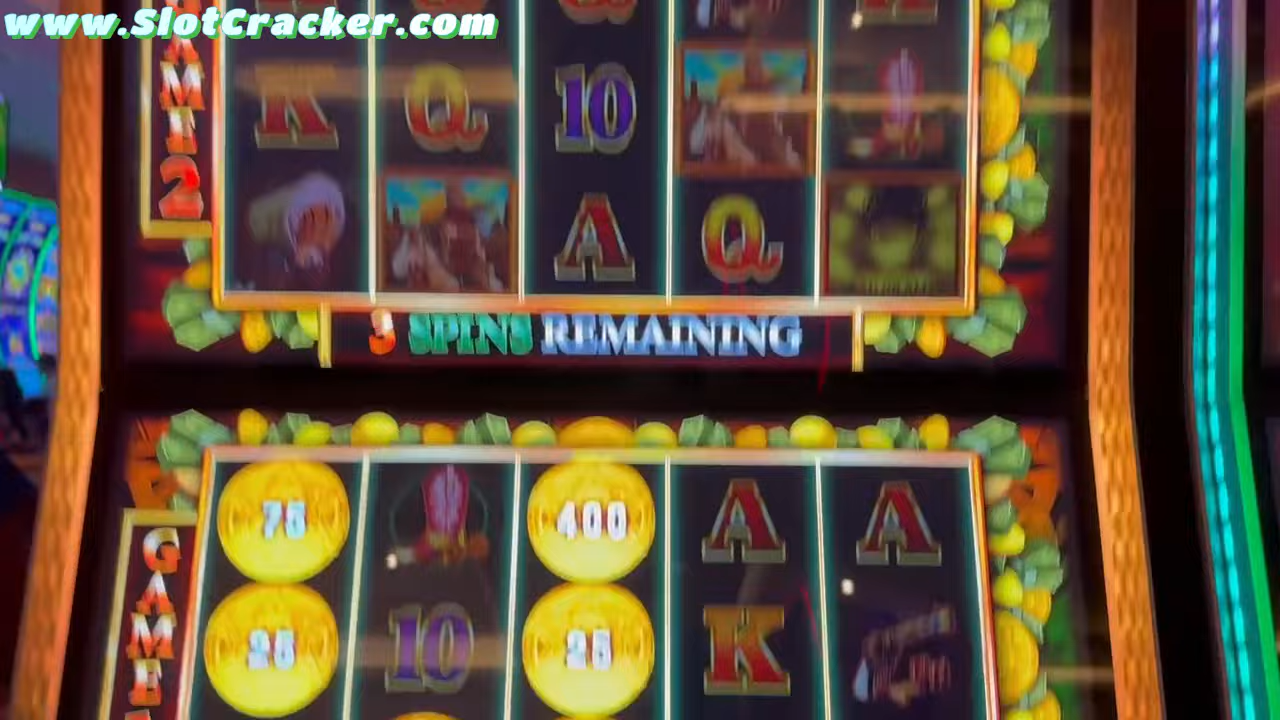 www.SlotCracker.com
GAME 2
K Q 10
A Q
3 SPINS REMAINING
75 400 A A
25 10 25 K
GAME